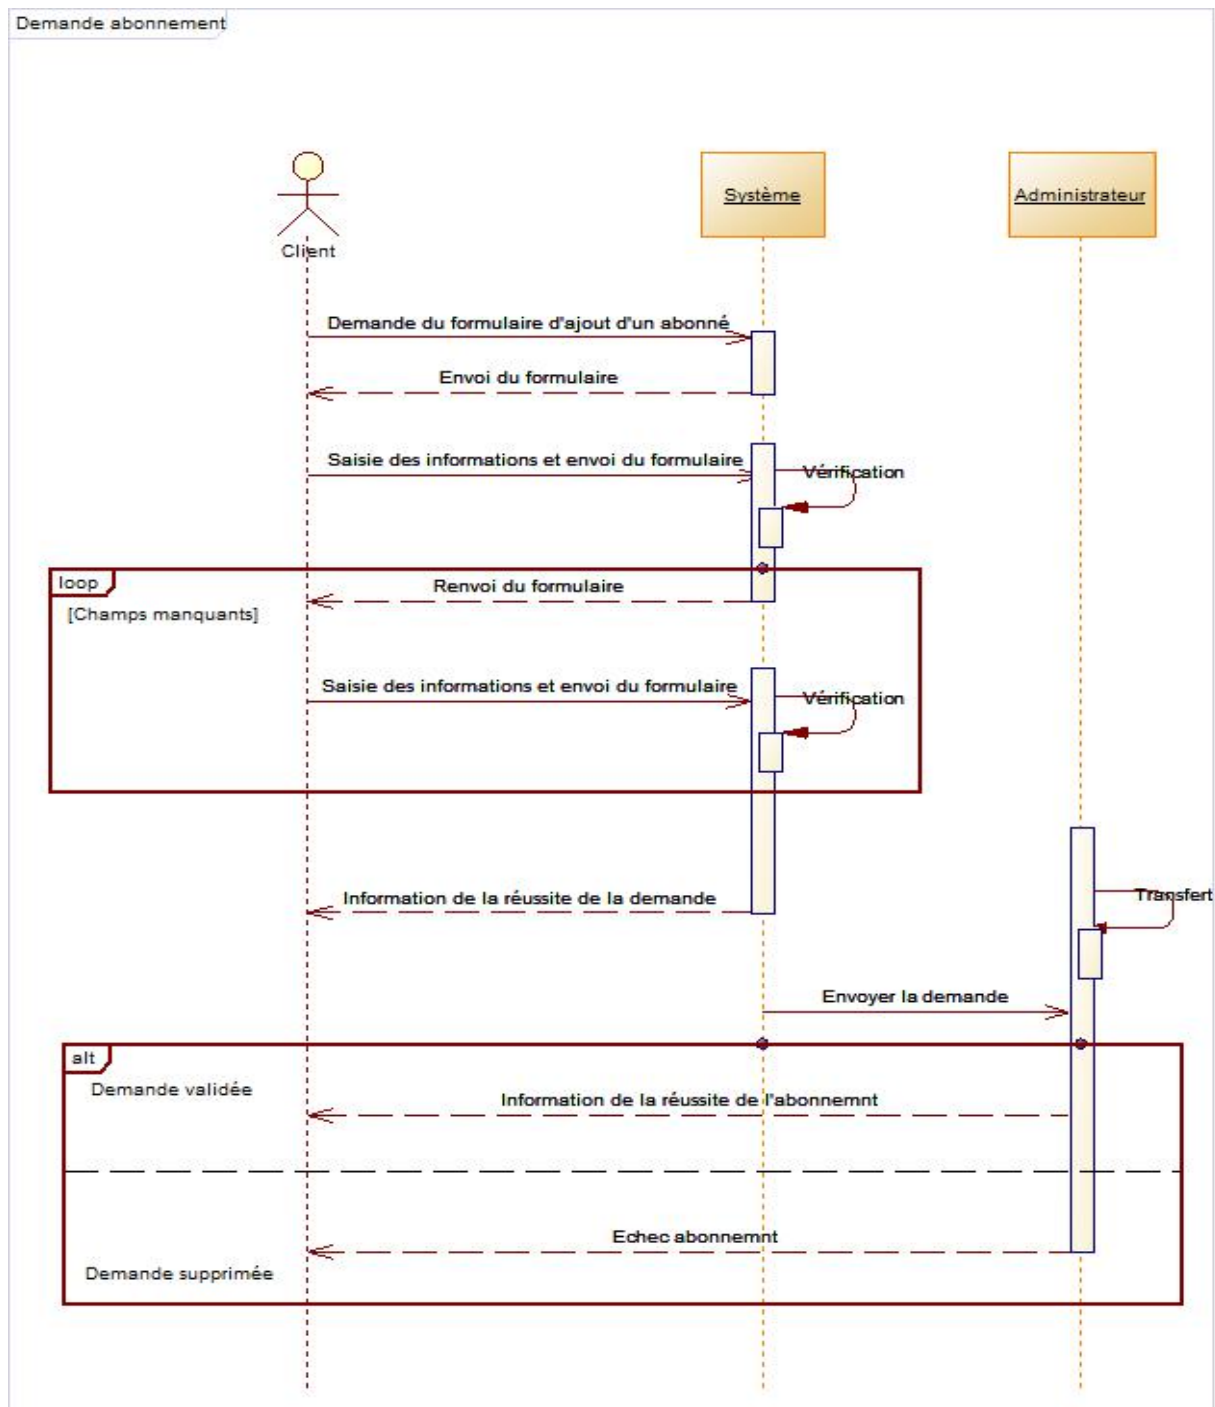 Demande abonnement
Client
Système
Administrateur
Demande du formulaire d'ajout d'un abonné
Envoi du formulaire
Saisie des informations et envoi du formulaire
Vérification
loop
Renvoi du formulaire
[Champs manquants]
Saisie des informations et envoi du formulaire
Vérification
Information de la réussite de la demande
Transfert
Envoyer la demande
alt
Demande validée
Information de la réussite de l'abonnemnt
Echec abonnemnt
Demande supprimée